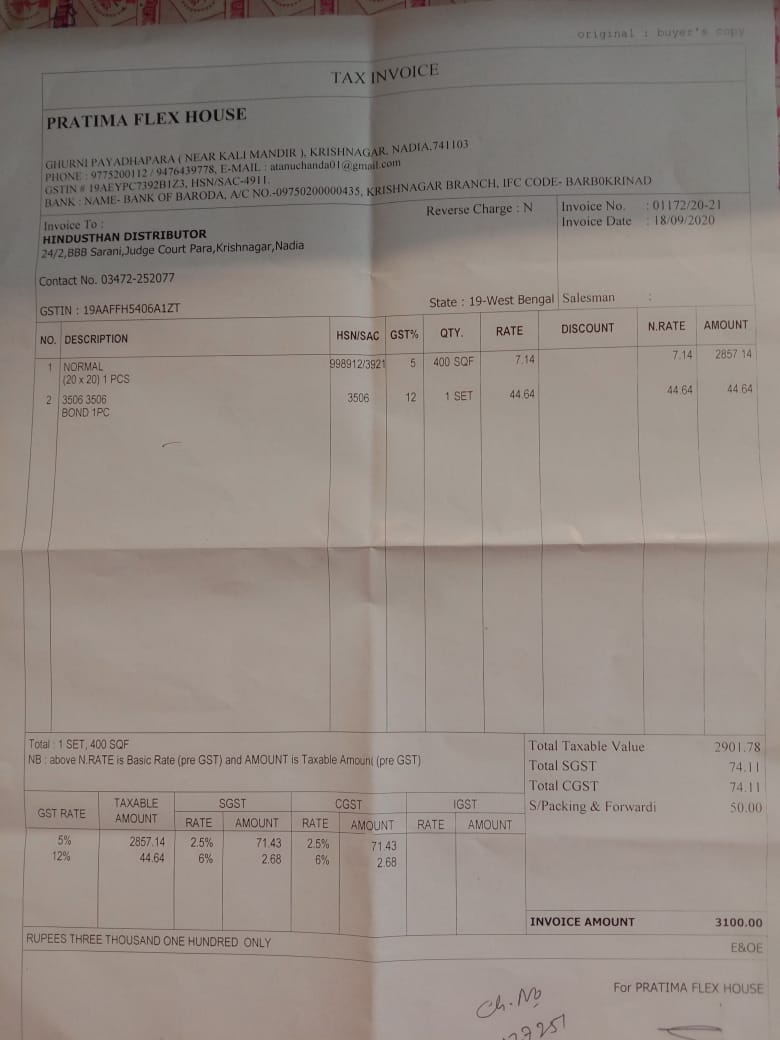 original : buyer's copy
TAX INVOICE
PRATIMA FLEX HOUSE
GHURNI PAYADHAPARA ( NEAR KALI MANDIR ), KRISHNAGAR, NADIA,741103
PHONE : 9775200112 / 9476439778, E-MAIL : atanuchanda01@gmail.com
GSTIN # 19AEYPC7392B1Z3, HSN/SAC-4911.
BANK : NAME- BANK OF BARODA, A/C NO.-09750200000435, KRISHNAGAR BRANCH, IFC CODE- BARB0KRINAD
Invoice To :
HINDUSTHAN DISTRIBUTOR
24/2,BBB Sarani,Judge Court Para,Krishnagar,Nadia
Contact No. 03472-252077
GSTIN : 19AAFFH5406A1ZT
Reverse Charge : N
State : 19-West Bengal
Invoice No. : 01172/20-21
Invoice Date : 18/09/2020
Salesman :
NO. DESCRIPTION HSN/SAC GST% QTY. RATE DISCOUNT N.RATE AMOUNT
1 NORMAL 998912/3921 5 400 SQF 7.14 7.14 2857.14
(20 x 20) 1 PCS
2 3506 3506 3506 12 1 SET 44.64 44.64 44.64
BOND 1PC
Total : 1 SET, 400 SQF
NB : above N.RATE is Basic Rate (pre GST) and AMOUNT is Taxable Amount (pre GST)
Total Taxable Value 2901.78
Total SGST 74.11
Total CGST 74.11
S/Packing & Forwardi 50.00
GST RATE TAXABLE AMOUNT SGST CGST IGST
RATE AMOUNT RATE AMOUNT RATE AMOUNT
5% 2857.14 2.5% 71.43 2.5% 71.43
12% 44.64 6% 2.68 6% 2.68
INVOICE AMOUNT 3100.00
RUPEES THREE THOUSAND ONE HUNDRED ONLY
E&OE
For PRATIMA FLEX HOUSE
Ch. No